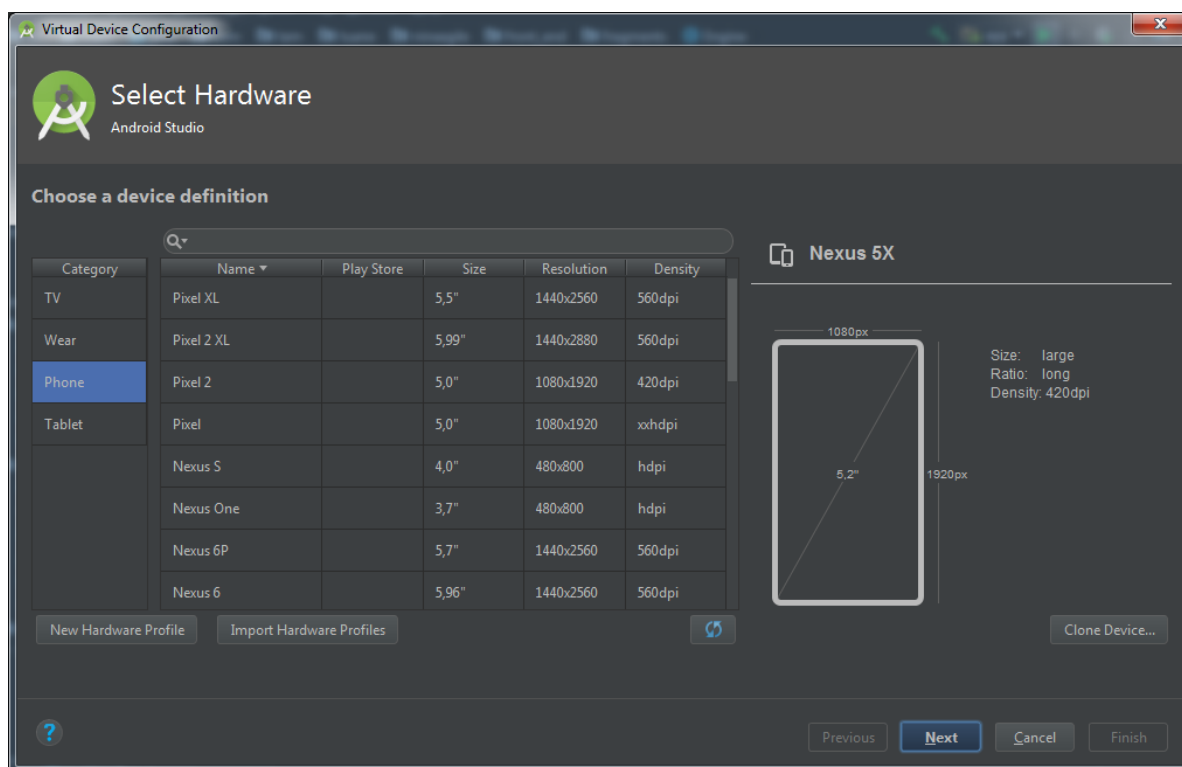 Virtual Device Configuration
Select Hardware
Android Studio
Choose a device definition
Category
TV
Wear
Phone
Tablet
Name Play Store Size Resolution Density
Pixel XL 5,5" 1440x2560 560dpi
Pixel 2 XL 5,99" 1440x2880 560dpi
Pixel 2 5,0" 1080x1920 420dpi
Pixel 5,0" 1080x1920 xxhdpi
Nexus S 4,0" 480x800 hdpi
Nexus One 3,7" 480x800 hdpi
Nexus 6P 5,7" 1440x2560 560dpi
Nexus 6 5,96" 1440x2560 560dpi
New Hardware Profile Import Hardware Profiles
Nexus 5X
1080px
5,2"
1920px
Size: large
Ratio: long
Density: 420dpi
Clone Device...
?
Previous Next Cancel Finish